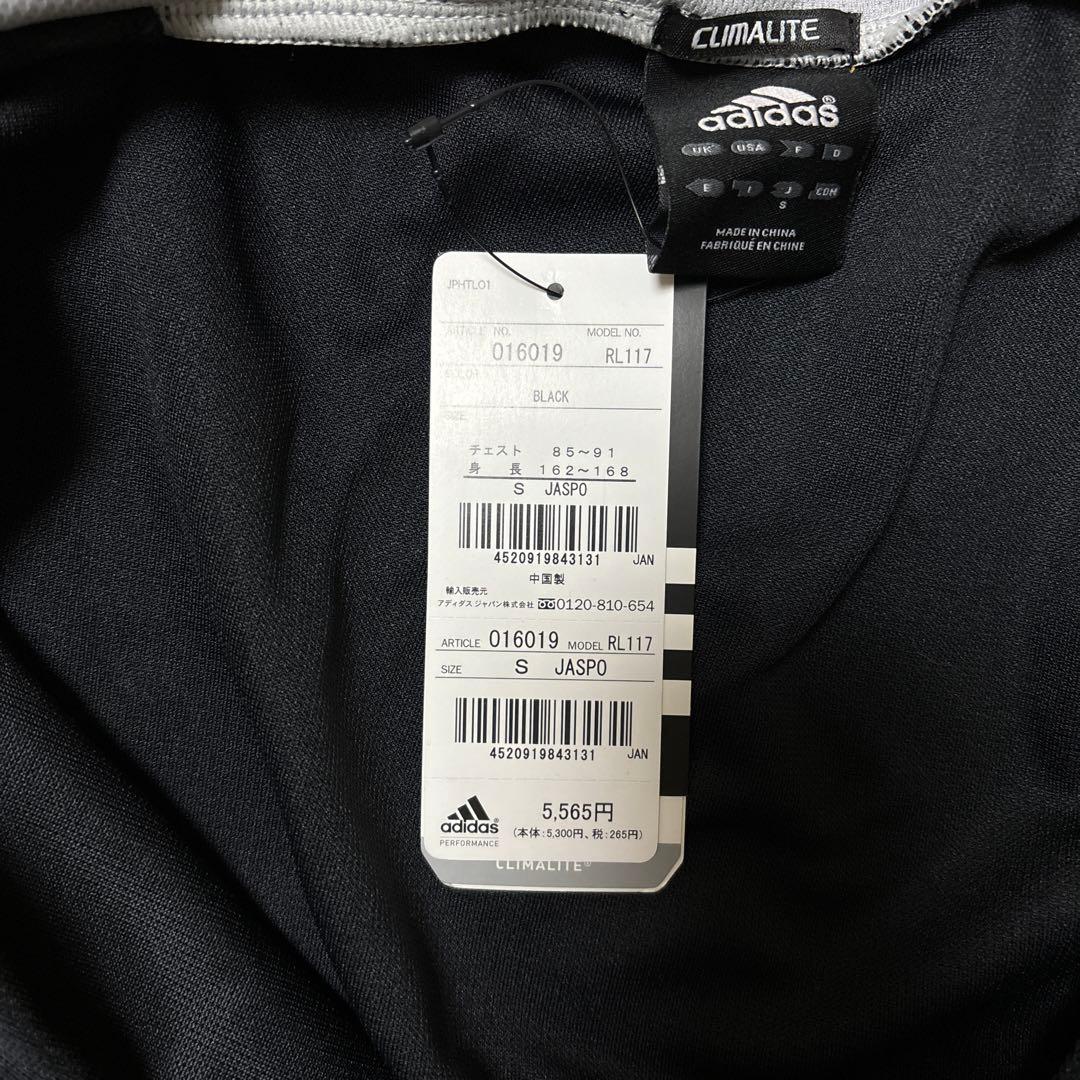 CLIMALITE
adidas®
UK USA F D
E I J CDN
S
MADE IN CHINA
FABRIQUÉ EN CHINE
JPHTL01
ARTICLE NO. MODEL NO.
016019 RL117
COLOR
BLACK
SIZE
チェスト 85～91
身 長 162～168
S JASPO
4520919843131 JAN
中国製
輸入販売元
アディダス ジャパン株式会社 0120-810-654
ARTICLE 016019 MODEL RL117
SIZE S JASPO
4520919843131 JAN
adidas
PERFORMANCE
5,565円
(本体:5,300円、税:265円)
CLIMALITE®